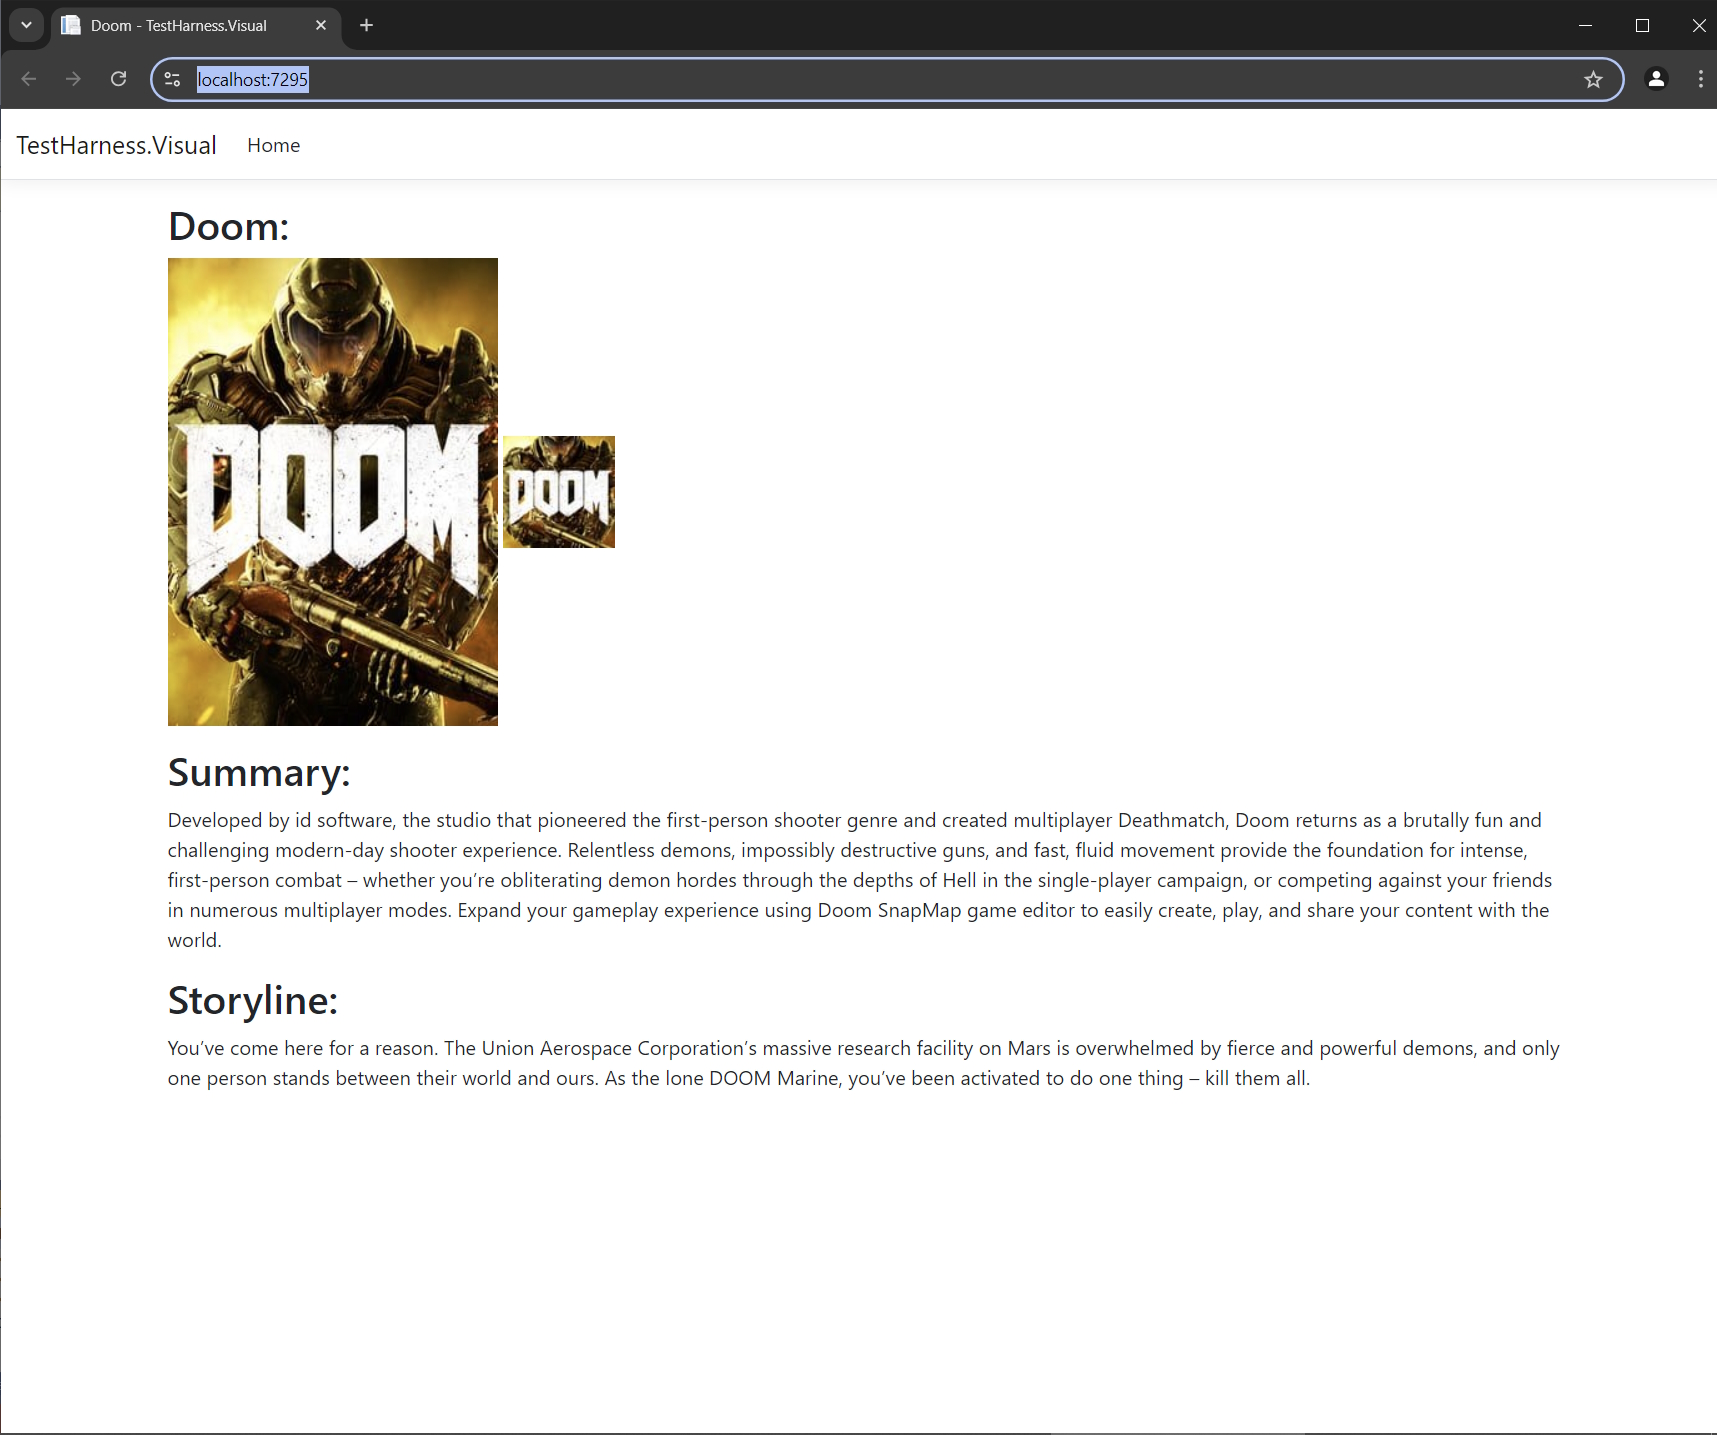 Doom - TestHarness.Visual
localhost:7295
TestHarness.Visual Home
Doom:
DOOM
DOOM
Summary:
Developed by id software, the studio that pioneered the first-person shooter genre and created multiplayer Deathmatch, Doom returns as a brutally fun and
challenging modern-day shooter experience. Relentless demons, impossibly destructive guns, and fast, fluid movement provide the foundation for intense,
first-person combat – whether you’re obliterating demon hordes through the depths of Hell in the single-player campaign, or competing against your friends
in numerous multiplayer modes. Expand your gameplay experience using Doom SnapMap game editor to easily create, play, and share your content with the
world.
Storyline:
You’ve come here for a reason. The Union Aerospace Corporation’s massive research facility on Mars is overwhelmed by fierce and powerful demons, and only
one person stands between their world and ours. As the lone DOOM Marine, you’ve been activated to do one thing – kill them all.